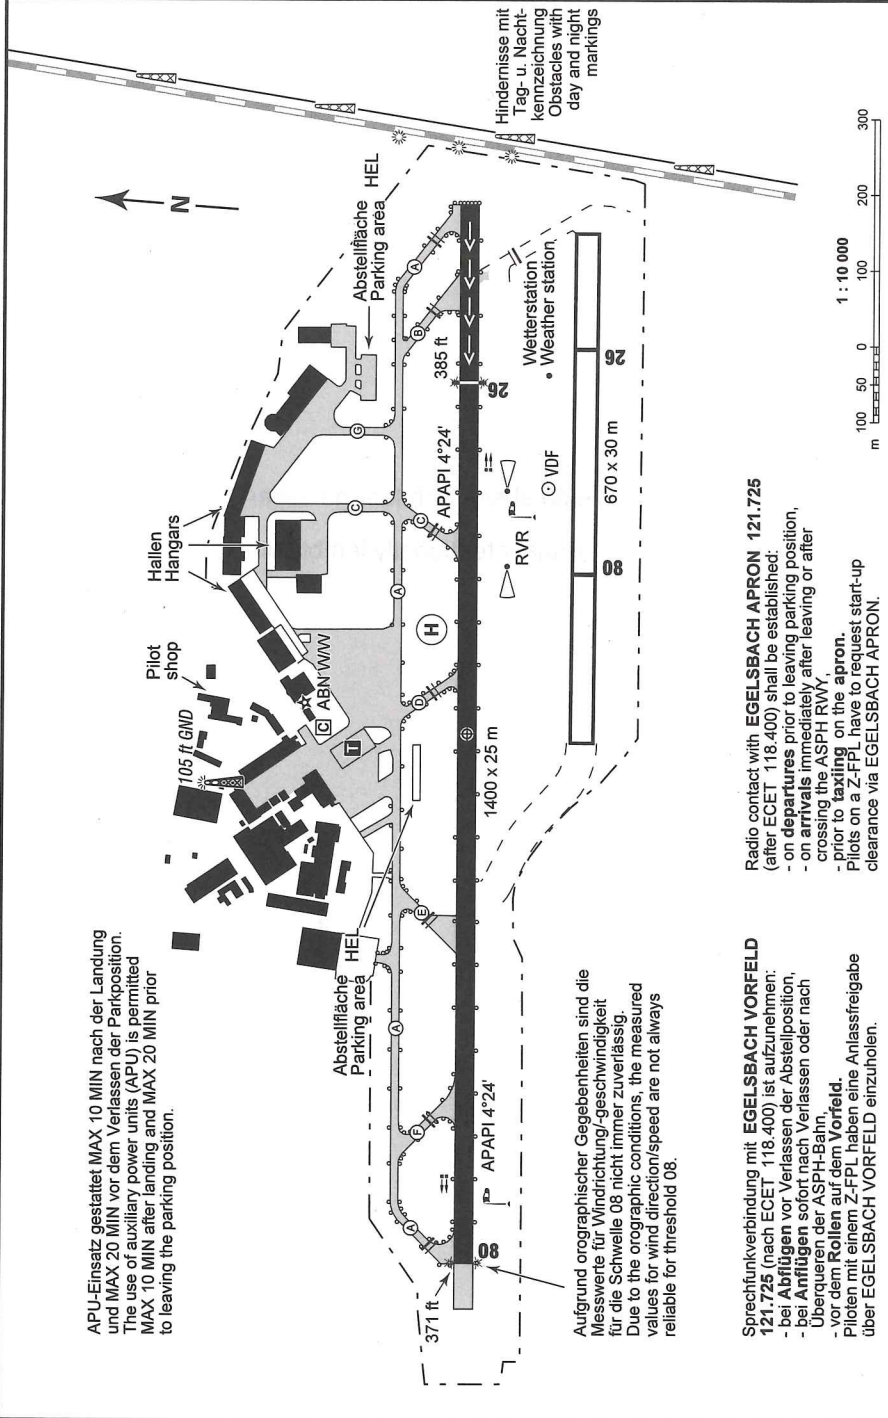 APU-Einsatz gestattet MAX 10 MIN nach der Landung
und MAX 20 MIN vor dem Verlassen der Parkposition.
The use of auxiliary power units (APU) is permitted
MAX 10 MIN after landing and MAX 20 MIN prior
to leaving the parking position.
105 ft GND
Pilot
shop
Hallen
Hangars
N
Abstellfläche
Parking area
HEL
Hindernisse mit
Tag- u. Nacht-
kennzeichnung
Obstacles with
day and night
markings
C
ABN W/W
T
G
C
A
B
A
H
C
D
E
A
F
A
Abstellfläche
Parking area
HEL
385 ft
APAPI 4°24'
26
1400 x 25 m
RVR
VDF
Wetterstation
Weather station
APAPI 4°24'
371 ft
08
08
26
670 x 30 m
Aufgrund orographischer Gegebenheiten sind die
Messwerte für Windrichtung/-geschwindigkeit
für die Schwelle 08 nicht immer zuverlässig.
Due to the orographic conditions, the measured
values for wind direction/speed are not always
reliable for threshold 08.
Sprechfunkverbindung mit EGELSBACH VORFELD
121.725 (nach ECET 118.400) ist aufzunehmen:
- bei Abflügen vor Verlassen der Abstellposition,
- bei Anflügen sofort nach Verlassen oder nach
Überqueren der ASPH-Bahn,
- vor dem Rollen auf dem Vorfeld.
Piloten mit einem Z-FPL haben eine Anlassfreigabe
über EGELSBACH VORFELD einzuholen.
Radio contact with EGELSBACH APRON 121.725
(after ECET 118.400) shall be established:
- on departures prior to leaving parking position,
- on arrivals immediately after leaving or after
crossing the ASPH RWY,
- prior to taxiing on the apron.
Pilots on a Z-FPL have to request start-up
clearance via EGELSBACH APRON.
1 : 10 000
m 100 50 0 100 200 300